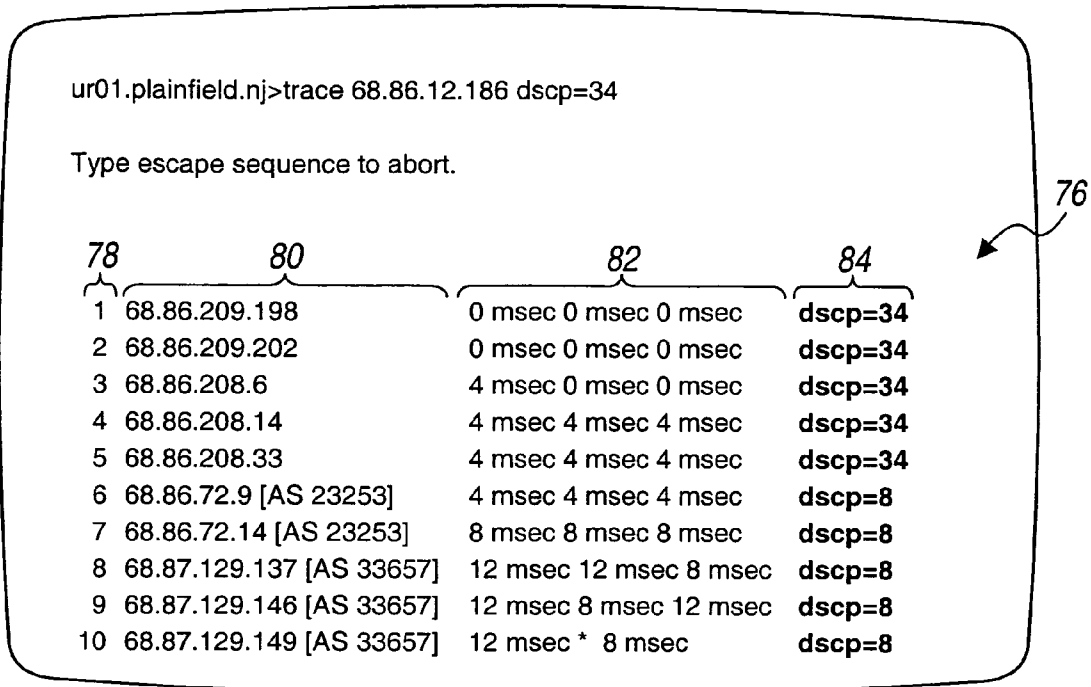 ur01.plainfield.nj>trace 68.86.12.186 dscp=34
Type escape sequence to abort.
76
78 80 82 84
1 68.86.209.198 0 msec 0 msec 0 msec dscp=34
2 68.86.209.202 0 msec 0 msec 0 msec dscp=34
3 68.86.208.6 4 msec 0 msec 0 msec dscp=34
4 68.86.208.14 4 msec 4 msec 4 msec dscp=34
5 68.86.208.33 4 msec 4 msec 4 msec dscp=34
6 68.86.72.9 [AS 23253] 4 msec 4 msec 4 msec dscp=8
7 68.86.72.14 [AS 23253] 8 msec 8 msec 8 msec dscp=8
8 68.87.129.137 [AS 33657] 12 msec 12 msec 8 msec dscp=8
9 68.87.129.146 [AS 33657] 12 msec 8 msec 12 msec dscp=8
10 68.87.129.149 [AS 33657] 12 msec * 8 msec dscp=8